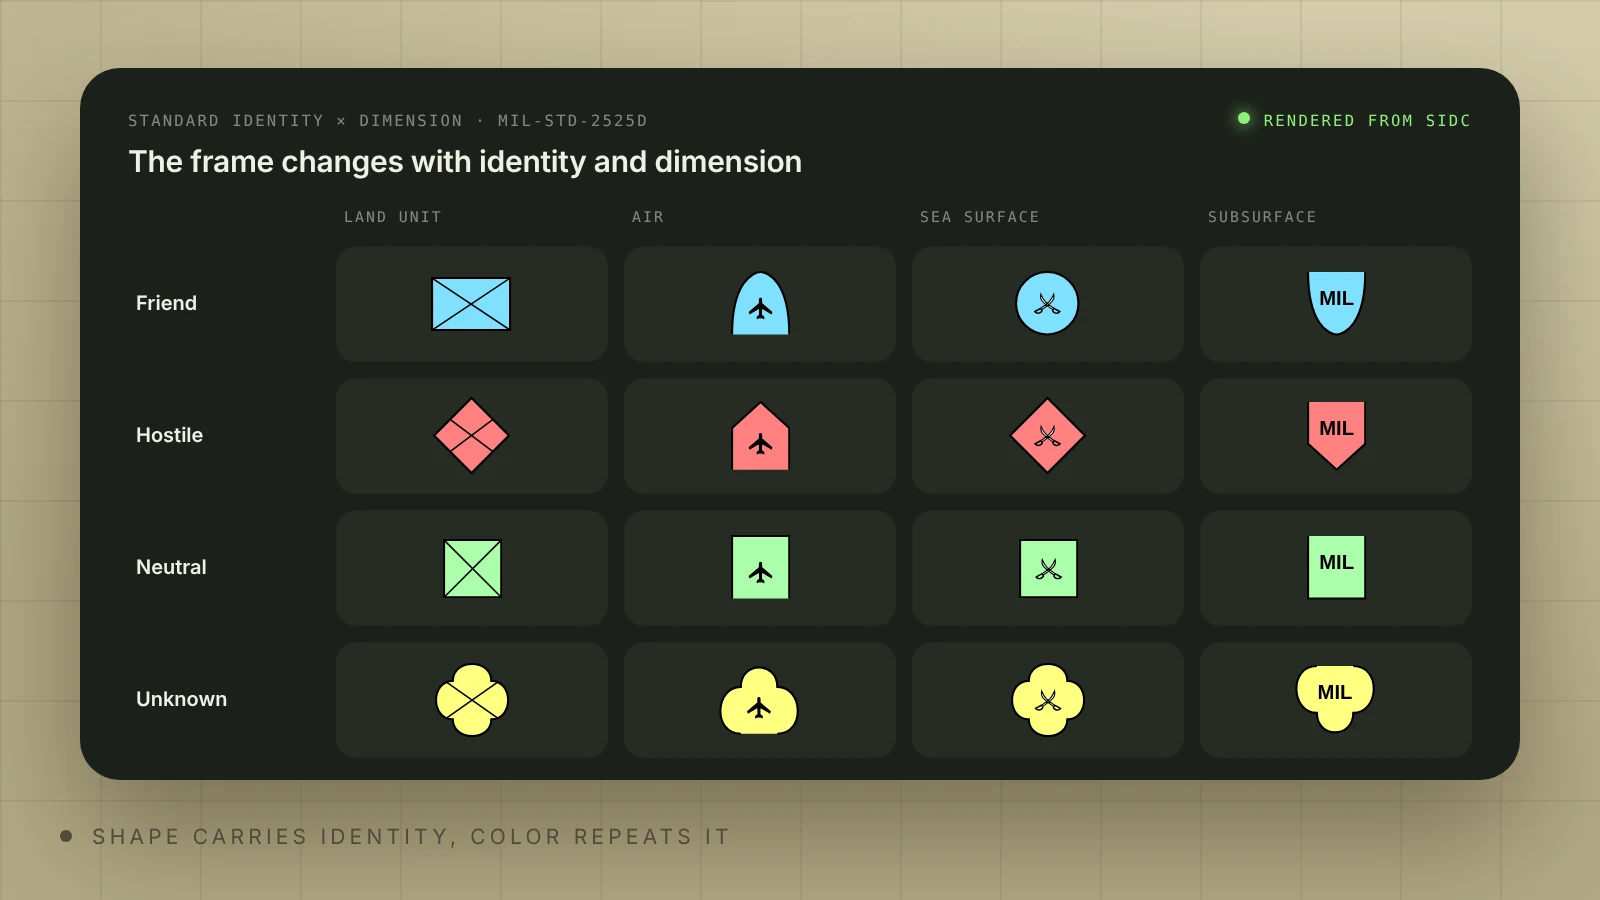 STANDARD IDENTITY × DIMENSION · MIL-STD-2525D
RENDERED FROM SIDC
The frame changes with identity and dimension
LAND UNIT
AIR
SEA SURFACE
SUBSURFACE
Friend
MIL
Hostile
MIL
Neutral
MIL
Unknown
MIL
SHAPE CARRIES IDENTITY, COLOR REPEATS IT